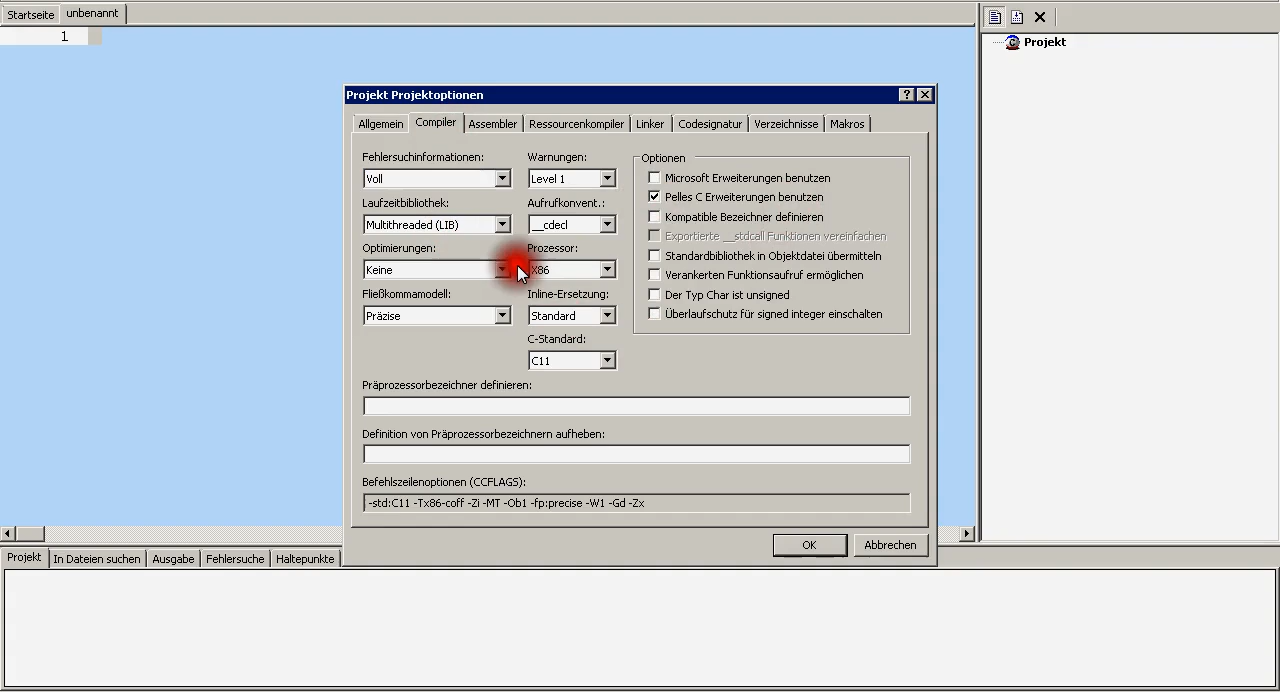 Startseite unbenannt
1
Projekt
Projekt Projektoptionen
Allgemein Compiler Assembler Ressourcenkompiler Linker Codesignatur Verzeichnisse Makros
Fehlersuchinformationen: Warnungen: Optionen
Voll Level 1 Microsoft Erweiterungen benutzen
Laufzeitbibliothek: Aufrufkonvent.: Pelles C Erweiterungen benutzen
Multithreaded (LIB) __cdecl Kompatible Bezeichner definieren
Exportierte __stdcall Funktionen vereinfachen
Optimierungen: Prozessor: Standardbibliothek in Objektdatei übermitteln
Keine X86 Verankerten Funktionsaufruf ermöglichen
Fließkommamodell: Inline-Ersetzung: Der Typ Char ist unsigned
Präzise Standard Überlaufschutz für signed integer einschalten
C-Standard:
C11
Präprozessorbezeichner definieren:
Definition von Präprozessorbezeichnern aufheben:
Befehlszeilenoptionen (CCFLAGS):
-std:C11 -Tx86-coff -Zi -MT -Ob1 -fp:precise -W1 -Gd -Zx
OK Abbrechen
Projekt In Dateien suchen Ausgabe Fehlersuche Haltepunkte